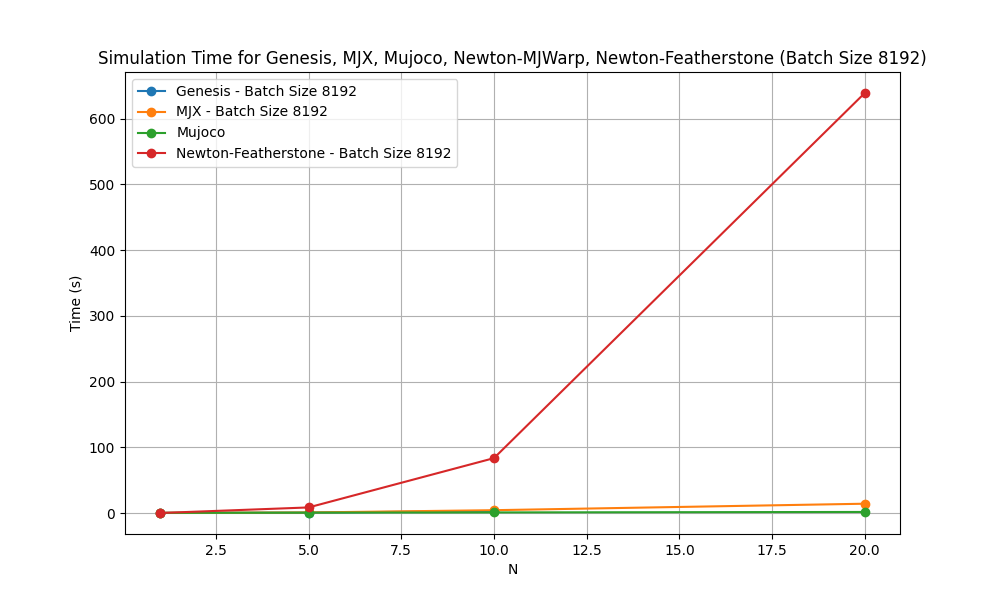 Simulation Time for Genesis, MJX, Mujoco, Newton-MJWarp, Newton-Featherstone (Batch Size 8192)
Genesis - Batch Size 8192
MJX - Batch Size 8192
Mujoco
Newton-Featherstone - Batch Size 8192
600
500
400
300
200
100
0
Time (s)
2.5 5.0 7.5 10.0 12.5 15.0 17.5 20.0
N